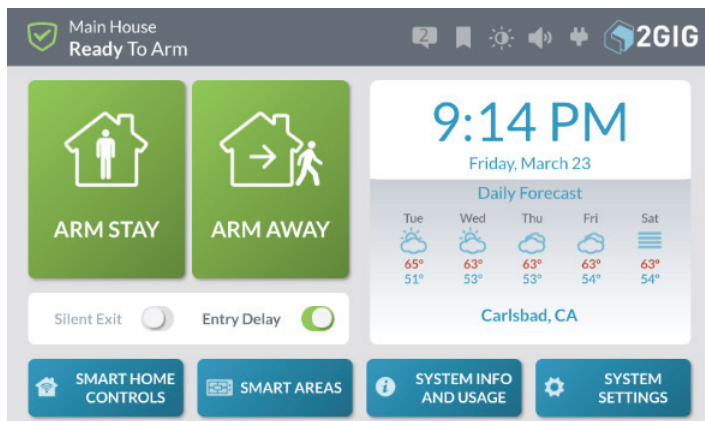 Main House
Ready To Arm
2
2GIG
ARM STAY
ARM AWAY
Silent Exit
Entry Delay
9:14 PM
Friday, March 23
Daily Forecast
Tue Wed Thu Fri Sat
65° 63° 63° 63° 63°
51° 53° 53° 54° 54°
Carlsbad, CA
SMART HOME
CONTROLS
SMART AREAS
SYSTEM INFO
AND USAGE
SYSTEM
SETTINGS